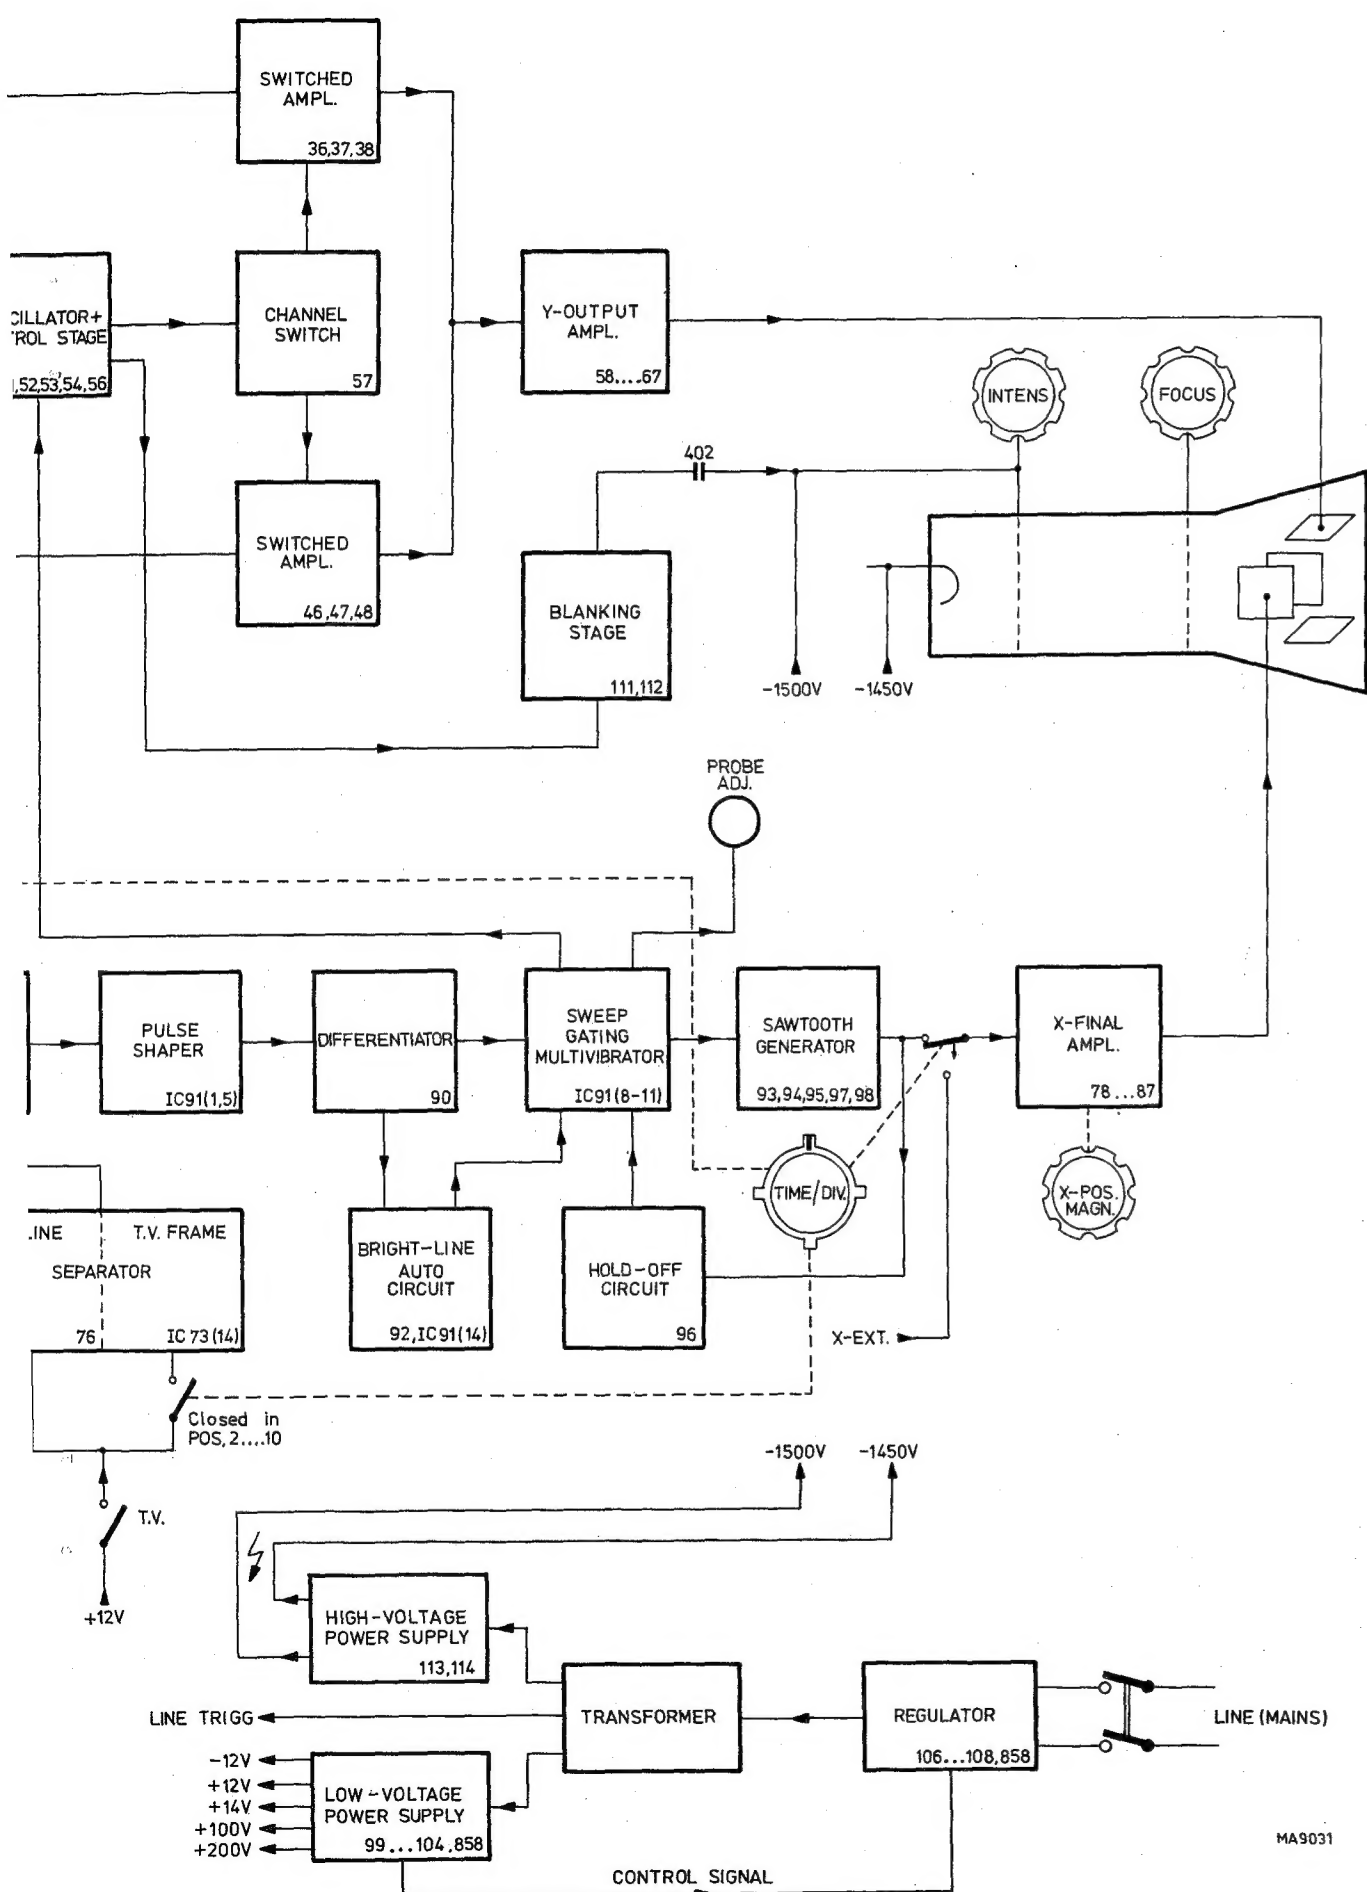 SWITCHED
AMPL.
36,37,38
CILLATOR+
TROL STAGE
,52,53,54,56
CHANNEL
SWITCH
57
Y-OUTPUT
AMPL.
58....67
INTENS
FOCUS
402
SWITCHED
AMPL.
46,47,48
BLANKING
STAGE
111,112
-1500V
-1450V
PROBE
ADJ.
PULSE
SHAPER
IC91(1,5)
DIFFERENTIATOR
90
SWEEP
GATING
MULTIVIBRATOR
IC91(8-11)
SAWTOOTH
GENERATOR
93,94,95,97,98
X-FINAL
AMPL.
78...87
TIME/DIV.
X-POS.
MAGN.
.INE
T.V. FRAME
SEPARATOR
76
IC73(14)
BRIGHT-LINE
AUTO
CIRCUIT
92,IC91(14)
HOLD-OFF
CIRCUIT
96
X-EXT.
Closed in
POS,2....10
T.V.
+12V
-1500V
-1450V
HIGH-VOLTAGE
POWER SUPPLY
113,114
LINE TRIGG
TRANSFORMER
REGULATOR
106...108,858
LINE (MAINS)
-12V
+12V
+14V
+100V
+200V
LOW-VOLTAGE
POWER SUPPLY
99...104,858
CONTROL SIGNAL
MA9031